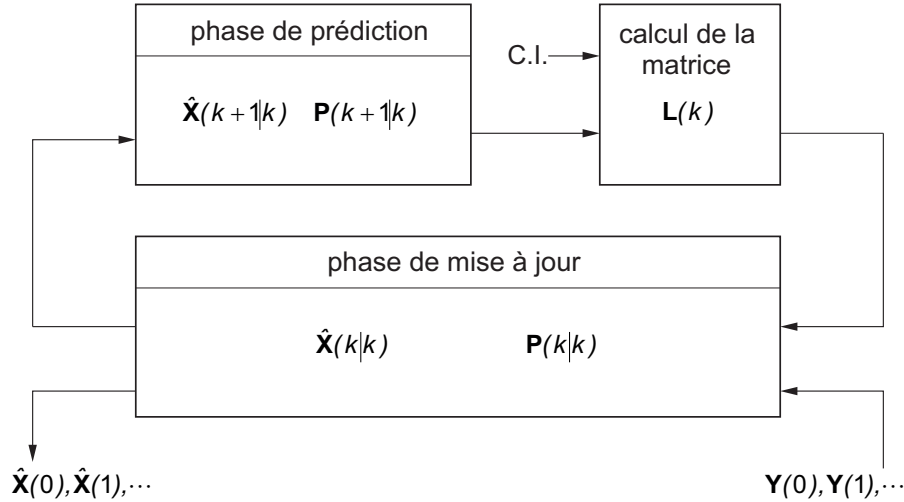 phase de prédiction
X̂(k+1|k) P(k+1|k)
C.I.
calcul de la
matrice
L(k)
phase de mise à jour
X̂(k|k) P(k|k)
X̂(0),X̂(1),⋯
Y(0),Y(1),⋯